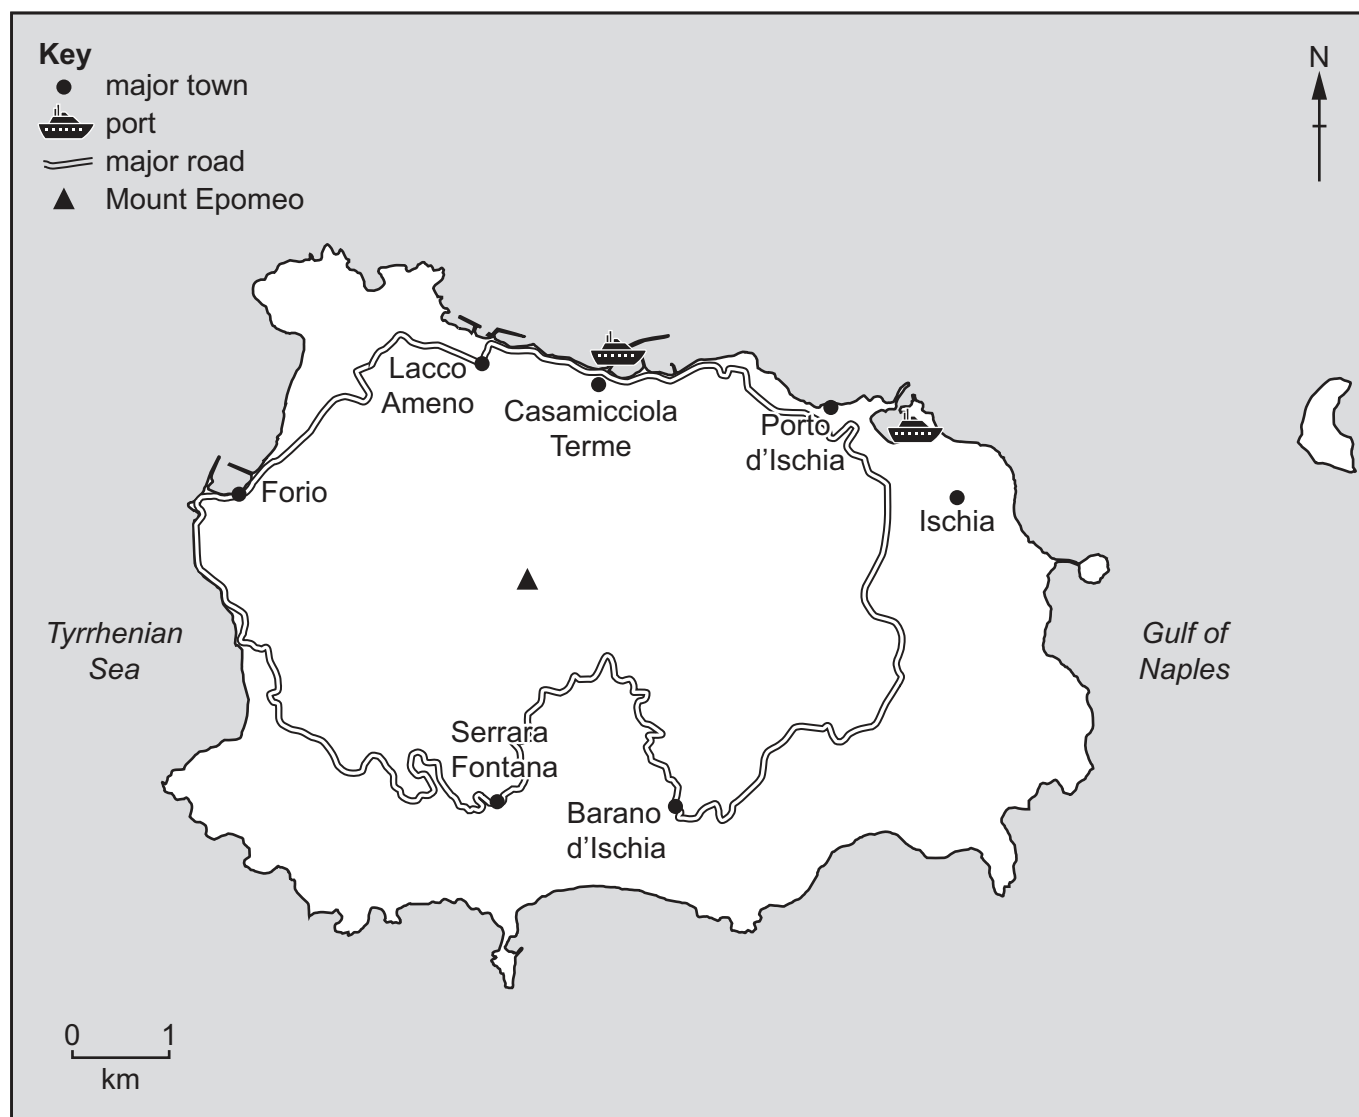 Key
major town
port
major road
Mount Epomeo
N
Lacco
Ameno
Casamicciola
Terme
Porto
d’Ischia
Forio
Ischia
Tyrrhenian
Sea
Gulf of
Naples
Serrara
Fontana
Barano
d’Ischia
0 1
km